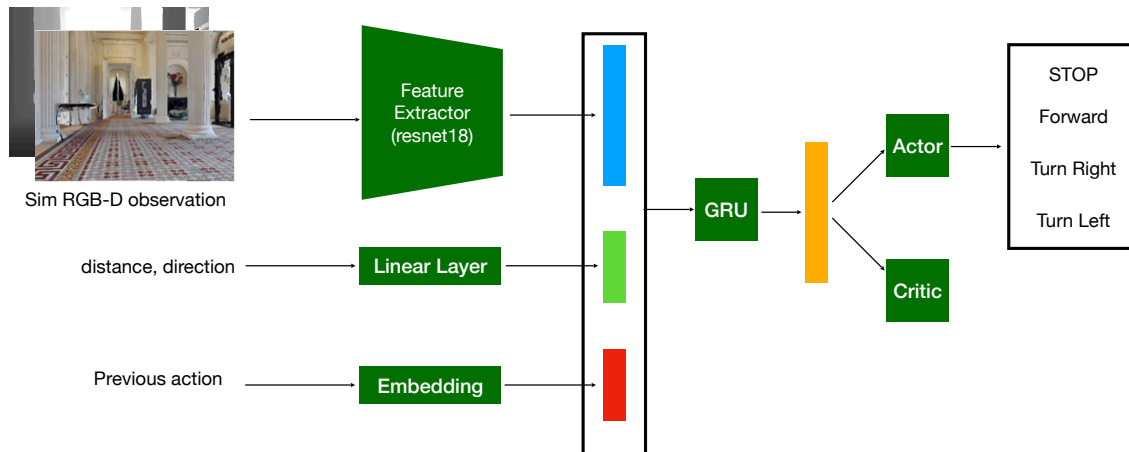 Sim RGB-D observation
distance, direction
Previous action
Feature
Extractor
(resnet18)
Linear Layer
Embedding
GRU
Actor
Critic
STOP
Forward
Turn Right
Turn Left